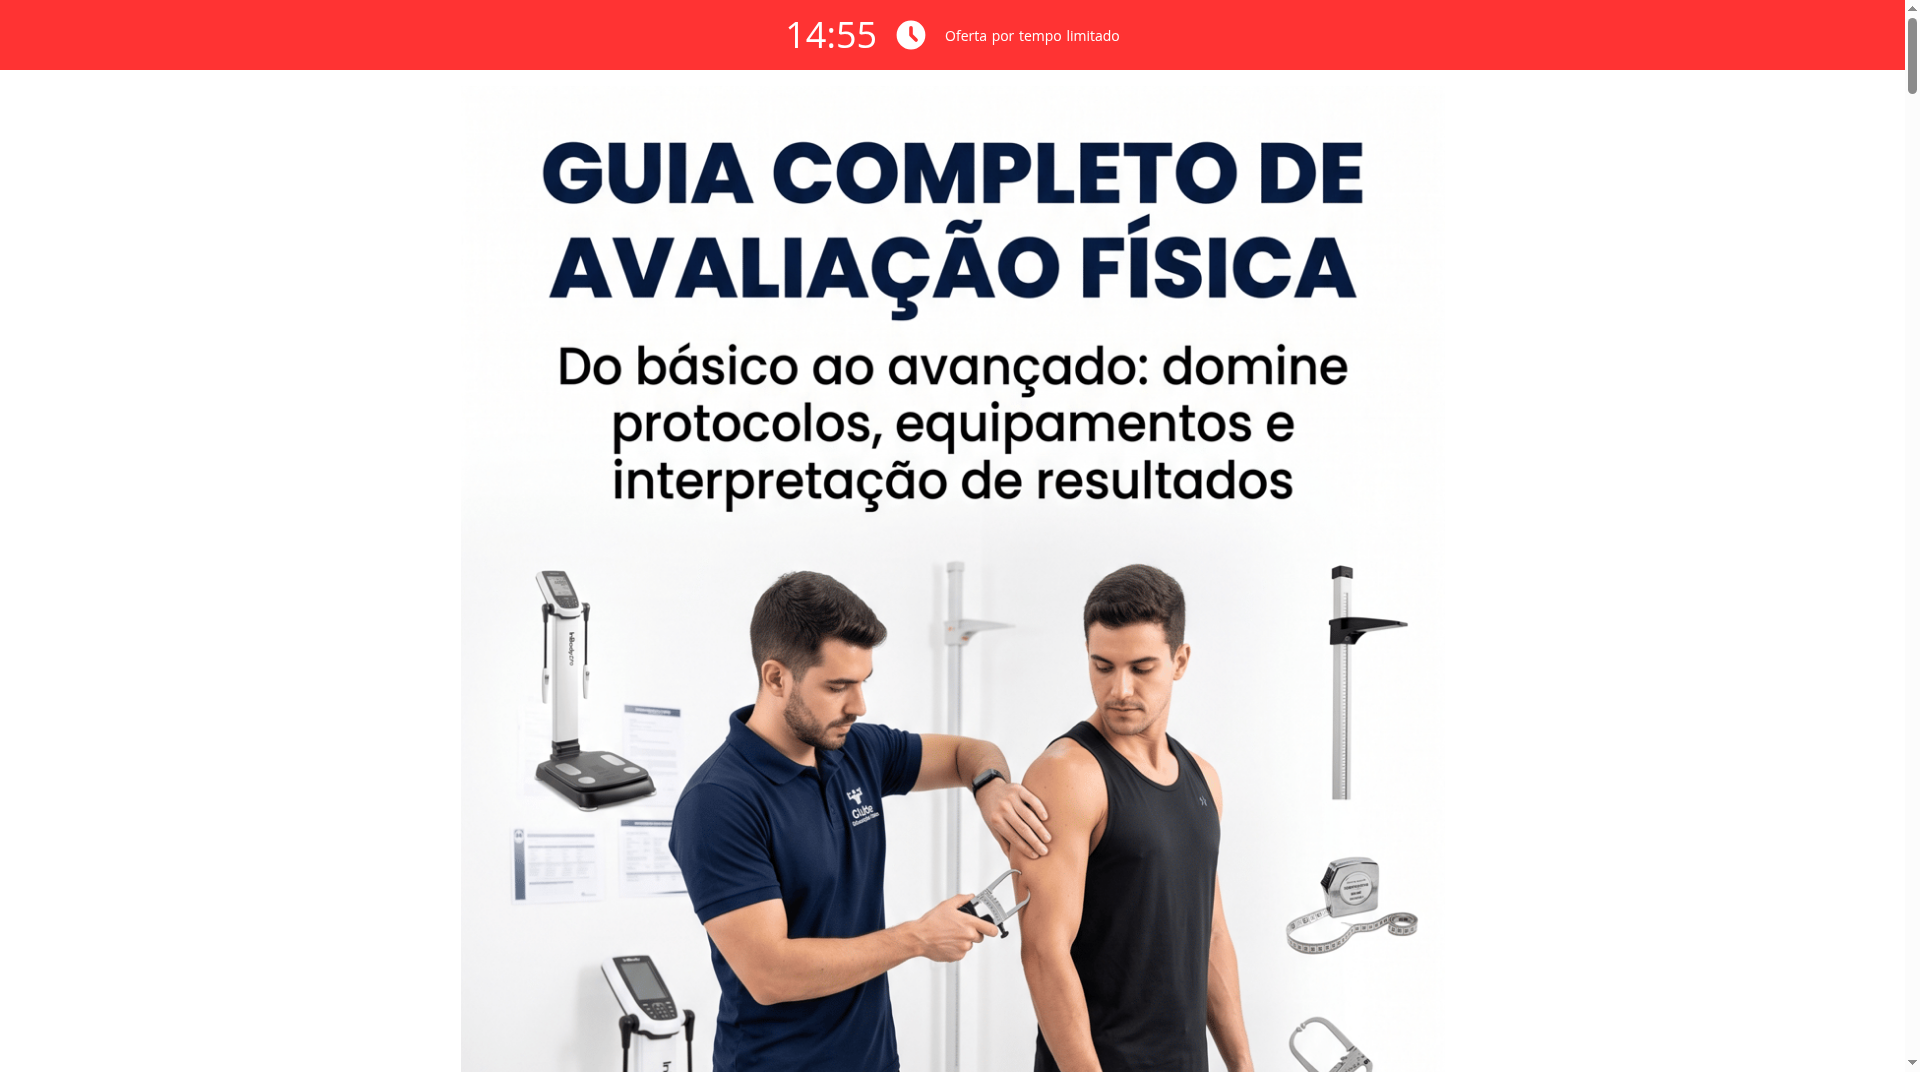 14:55
Oferta por tempo limitado
GUIA COMPLETO DE
AVALIAÇÃO FÍSICA
Do básico ao avançado: domine
protocolos, equipamentos e
interpretação de resultados
InBody